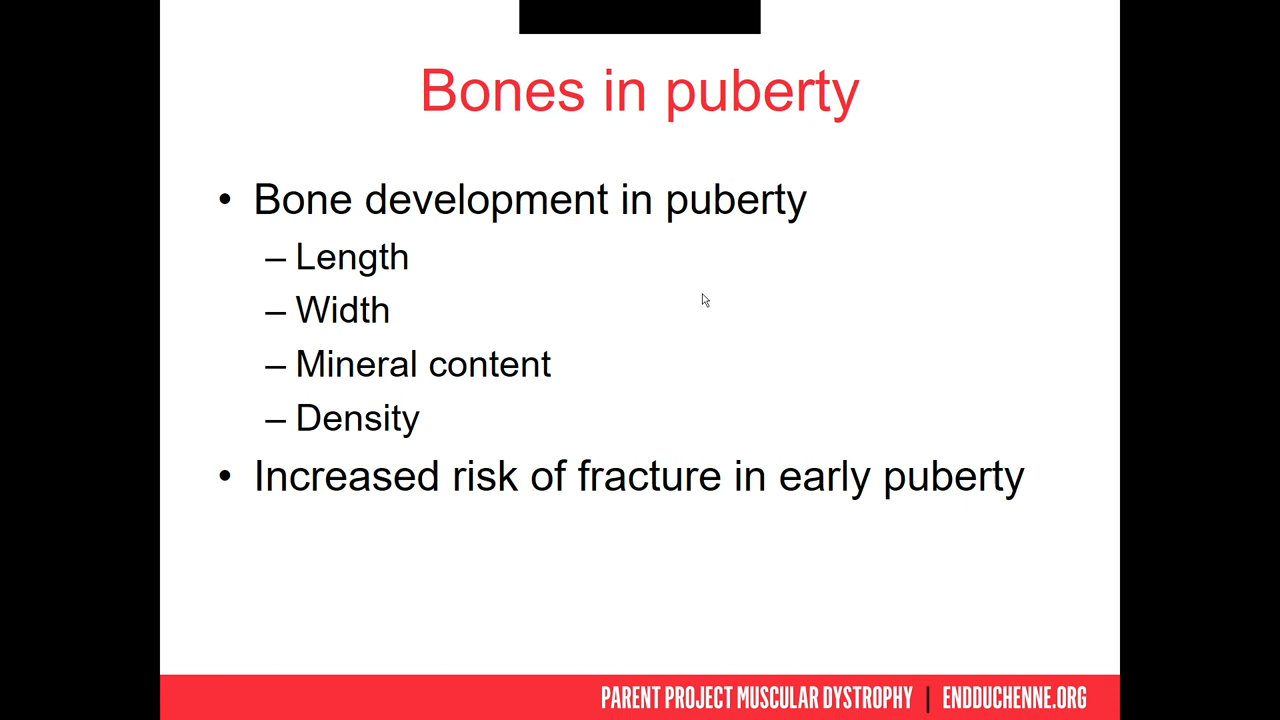 Bones in puberty
• Bone development in puberty
– Length
– Width
– Mineral content
– Density
• Increased risk of fracture in early puberty
PARENT PROJECT MUSCULAR DYSTROPHY | ENDDUCHENNE.ORG